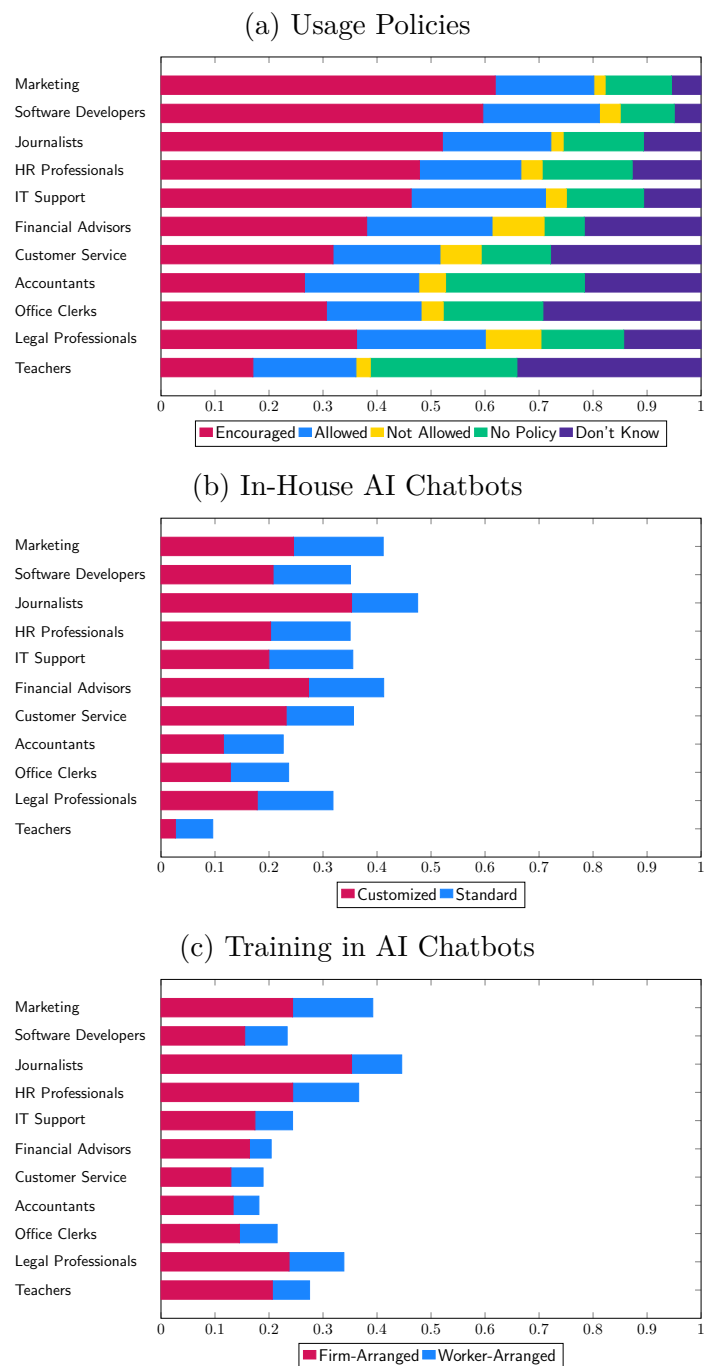 (a) Usage Policies
Marketing
Software Developers
Journalists
HR Professionals
IT Support
Financial Advisors
Customer Service
Accountants
Office Clerks
Legal Professionals
Teachers
0 0.1 0.2 0.3 0.4 0.5 0.6 0.7 0.8 0.9 1
Encouraged Allowed Not Allowed No Policy Don't Know
(b) In-House AI Chatbots
Marketing
Software Developers
Journalists
HR Professionals
IT Support
Financial Advisors
Customer Service
Accountants
Office Clerks
Legal Professionals
Teachers
0 0.1 0.2 0.3 0.4 0.5 0.6 0.7 0.8 0.9 1
Customized Standard
(c) Training in AI Chatbots
Marketing
Software Developers
Journalists
HR Professionals
IT Support
Financial Advisors
Customer Service
Accountants
Office Clerks
Legal Professionals
Teachers
0 0.1 0.2 0.3 0.4 0.5 0.6 0.7 0.8 0.9 1
Firm-Arranged Worker-Arranged